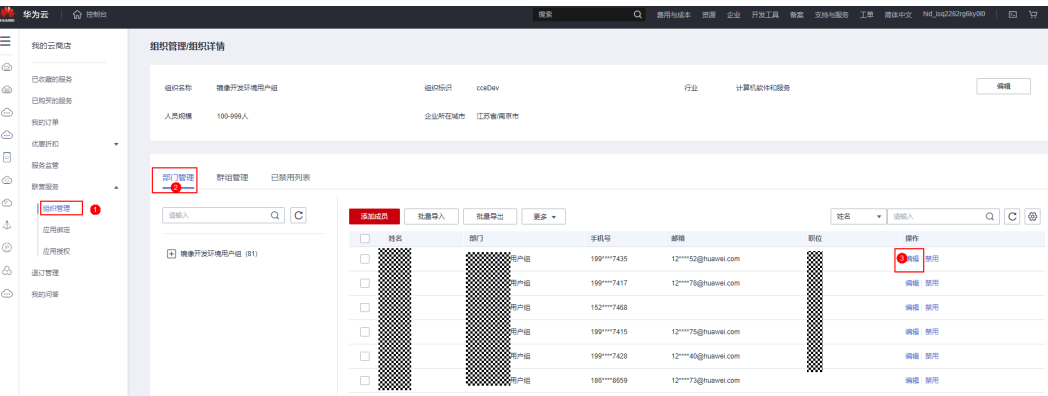 HUAWEI 华为云 控制台 搜索 费用与成本 资源 企业 开发工具 备案 支持与服务 工单 简体中文 hid_isq2262rg6ky0l0
我的云商店
已收藏的服务
已购买的服务
我的订单
优惠折扣
服务监管
联营服务
组织管理 1
应用绑定
应用授权
退订管理
我的问答
组织管理/组织详情
组织名称 镜像开发环境用户组 组织标识 cceDev 行业 计算机软件和服务 编辑
人员规模 100-999人 企业所在城市 江苏省/南京市
部门管理 群组管理 已禁用列表
2
请输入
镜像开发环境用户组 (81)
添加成员 批量导入 批量导出 更多 姓名 请输入
姓名 部门 手机号 邮箱 职位 操作
用户组 199****7435 12****52@huawei.com 3 编辑 禁用
用户组 199****7417 12****78@huawei.com 编辑 禁用
用户组 152****7468 编辑 禁用
用户组 199****7415 12****75@huawei.com 编辑 禁用
用户组 199****7428 12****40@huawei.com 编辑 禁用
用户组 186****8659 12****73@huawei.com 编辑 禁用